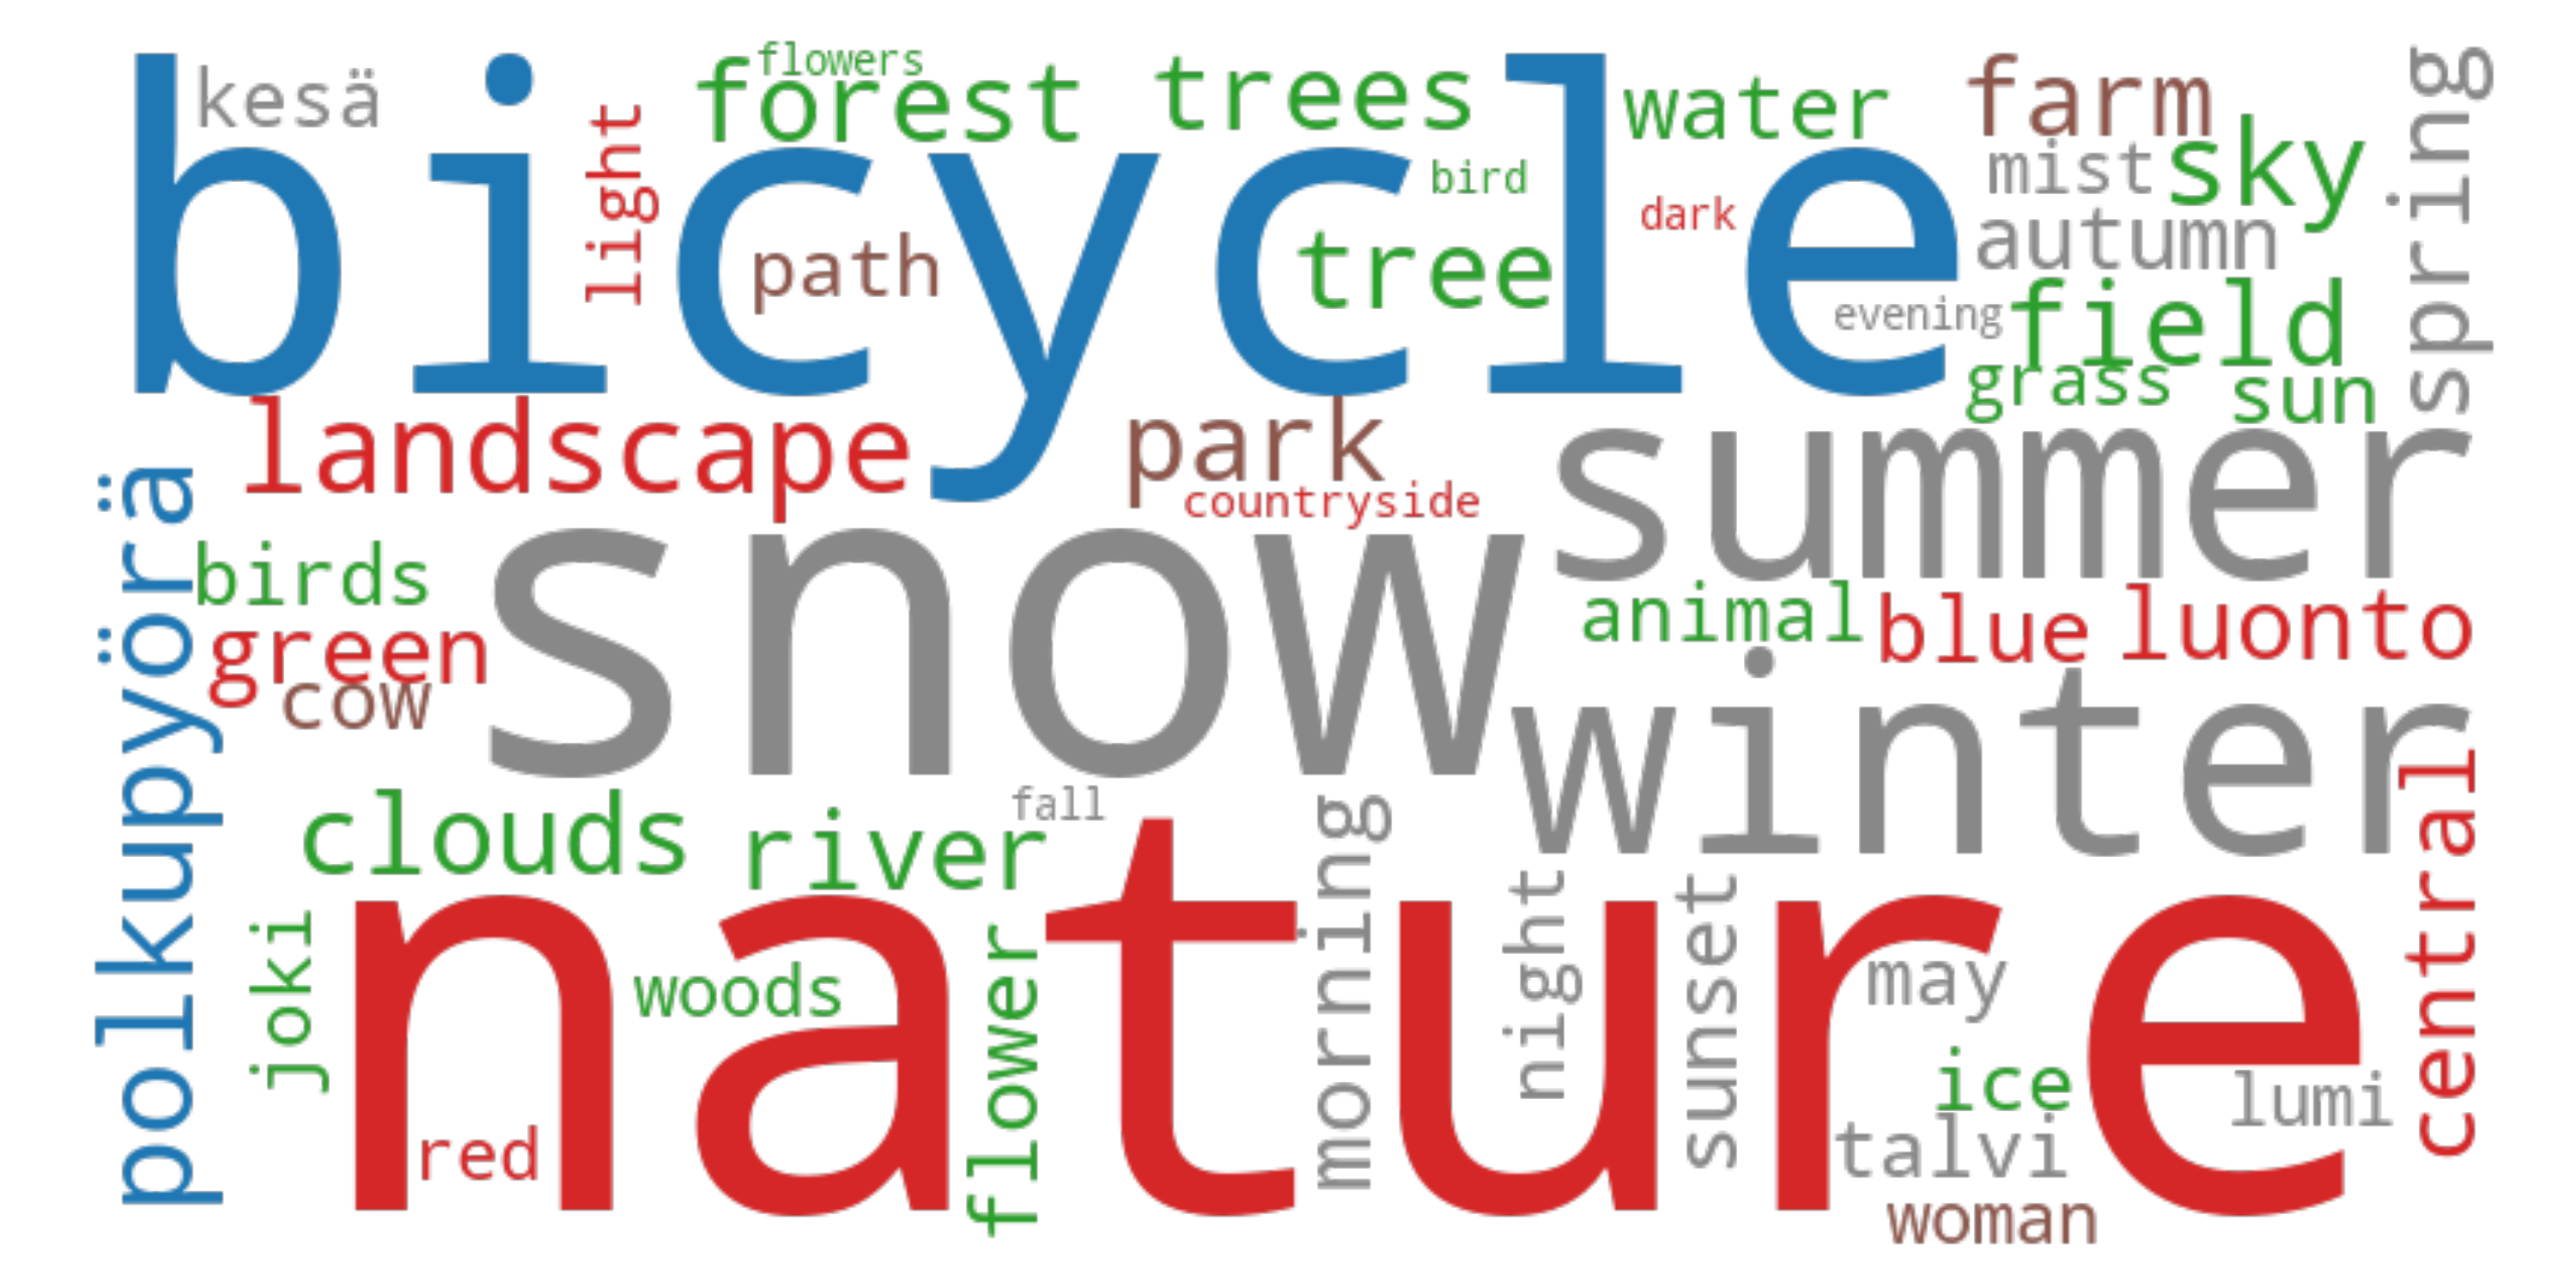 flowers
kesä
forest
trees
water
farm
spring
bicycle
light
bird
mist
sky
dark
autumn
path
tree
evening
field
grass
sun
landscape
park
countryside
summer
polkupyörä
birds
snow
animal
blue
luonto
green
cow
winter
central
clouds
river
fall
morning
night
sunset
nature
joki
woods
flower
may
ice
lumi
red
talvi
woman